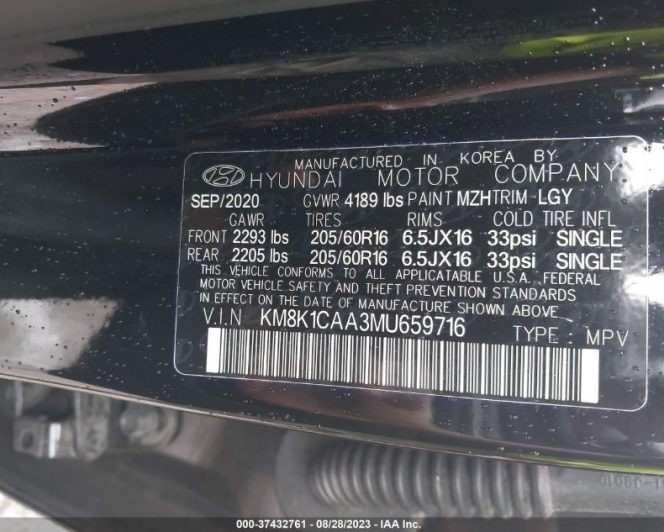 MANUFACTURED IN KOREA BY
HYUNDAI MOTOR COMPANY
SEP/2020 GVWR 4189 lbs PAINT MZH TRIM LGY
GAWR TIRES RIMS COLD TIRE INFL
FRONT 2293 lbs 205/60R16 6.5JX16 33psi SINGLE
REAR 2205 lbs 205/60R16 6.5JX16 33psi SINGLE
THIS VEHICLE CONFORMS TO ALL APPLICATABLE U.S.A. FEDERAL
MOTOR VEHICLE SAFETY AND THEFT PREVENTION STANDARDS
IN EFFECT ON THE DATE OF MANUFACTURE SHOWN ABOVE.
V.I.N KM8K1CAA3MU659716 TYPE : MPV
000-37432761 - 08/28/2023 - IAA Inc.